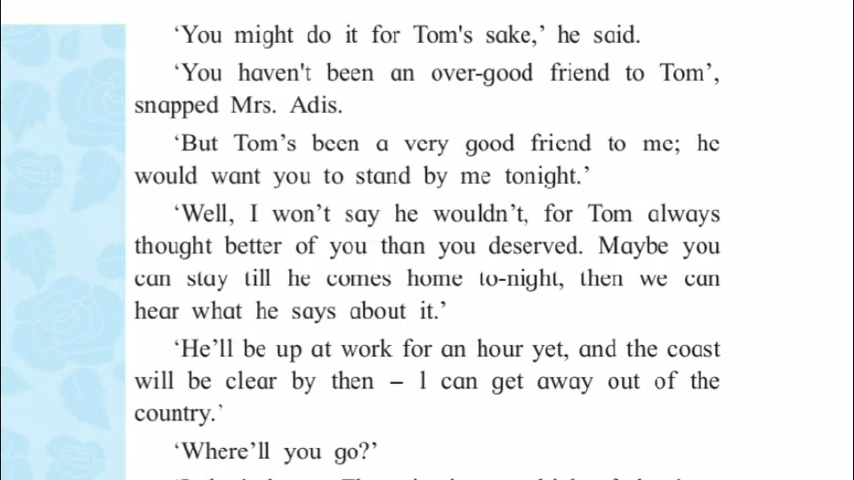 ‘You might do it for Tom's sake,’ he said.
‘You haven't been an over-good friend to Tom’,
snapped Mrs. Adis.
‘But Tom’s been a very good friend to me; he
would want you to stand by me tonight.’
‘Well, I won’t say he wouldn’t, for Tom always
thought better of you than you deserved. Maybe you
can stay till he comes home to-night, then we can
hear what he says about it.’
‘He’ll be up at work for an hour yet, and the coast
will be clear by then – I can get away out of the
country.’
‘Where’ll you go?’